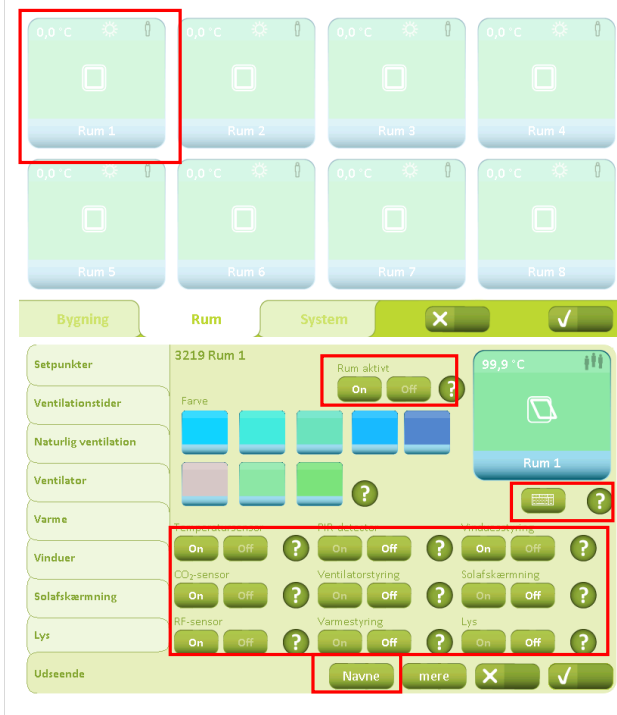 0,0 °C 0,0 °C 0,0 °C 0,0 °C
Rum 1 Rum 2 Rum 3 Rum 4
0,0 °C 0,0 °C 0,0 °C 0,0 °C
Rum 5 Rum 6 Rum 7 Rum 8
Bygning Rum System
Setpunkter
Ventilationstider
Naturlig ventilation
Ventilator
Varme
Vinduer
Solafskærmning
Lys
Udseende
3219 Rum 1
Rum aktivt
On Off ?
Farve
?
99,9 °C
Rum 1
?
Temperatursensor PIR-detector Vinduesstyring
On Off ? On Off ? On Off ?
CO₂-sensor Ventilatorstyring Solafskærmning
On Off ? On Off ? On Off ?
RF-sensor Varmestyring Lys
On Off ? On Off ? On Off ?
Navne mere